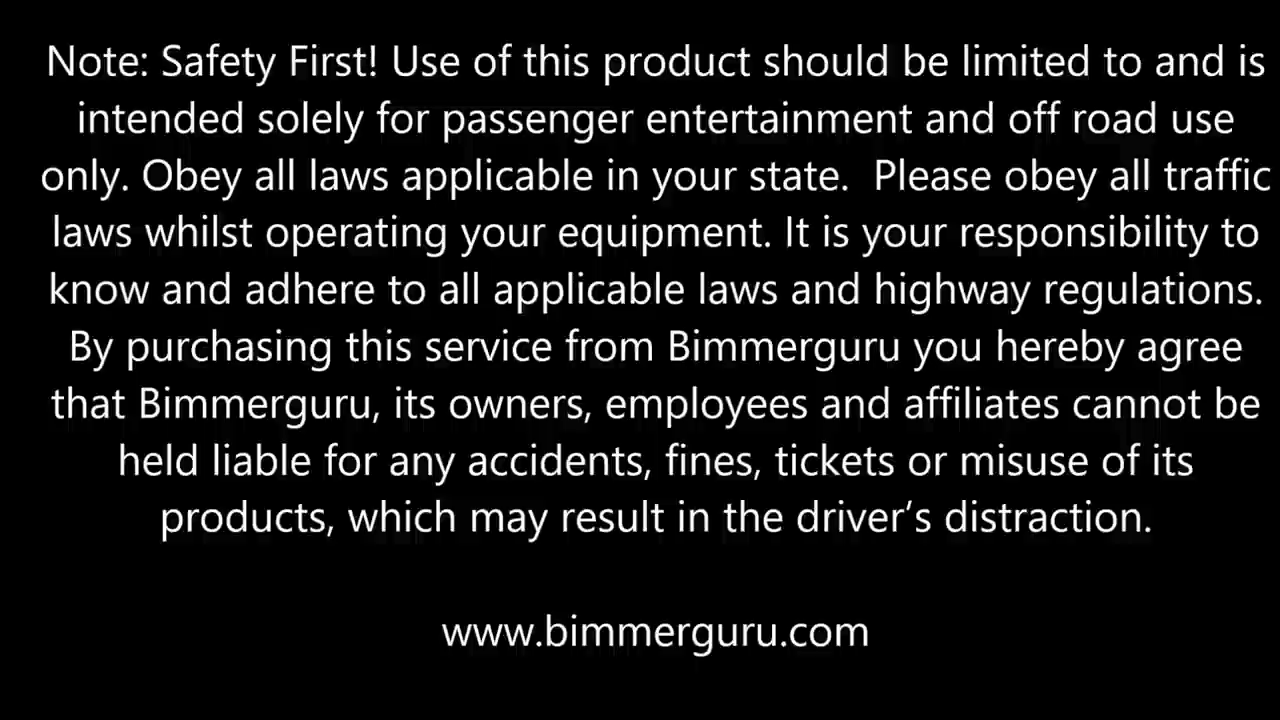 Note: Safety First! Use of this product should be limited to and is
intended solely for passenger entertainment and off road use
only. Obey all laws applicable in your state.  Please obey all traffic
laws whilst operating your equipment. It is your responsibility to
know and adhere to all applicable laws and highway regulations.
By purchasing this service from Bimmerguru you hereby agree
that Bimmerguru, its owners, employees and affiliates cannot be
held liable for any accidents, fines, tickets or misuse of its
products, which may result in the driver’s distraction.
www.bimmerguru.com